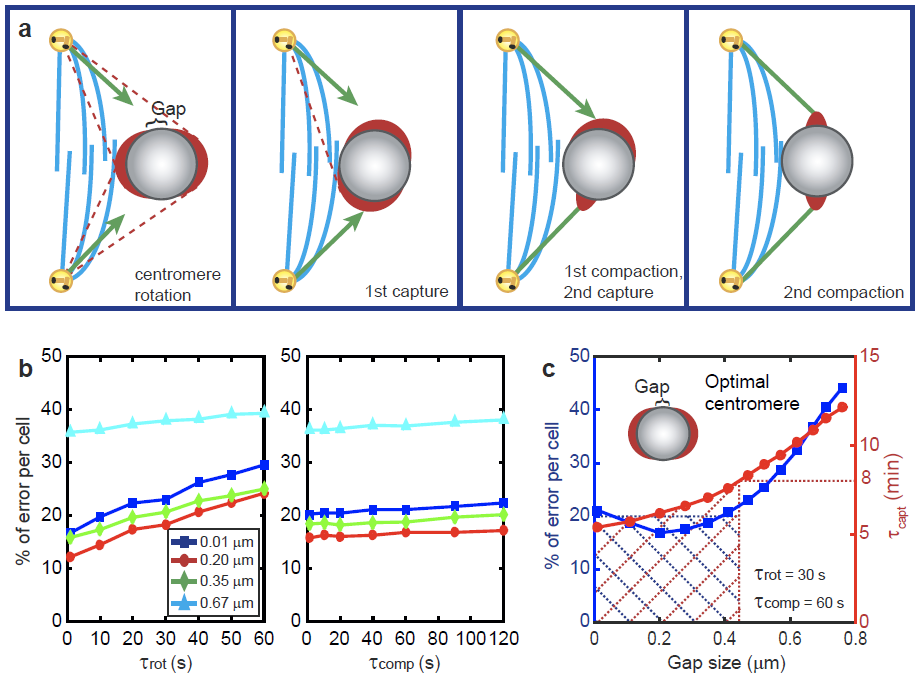 a
Gap
centromere
rotation
1st capture
1st compaction,
2nd capture
2nd compaction
b
% of error per cell
50
40
30
20
10
0
0.01 μm
0.20 μm
0.35 μm
0.67 μm
0 10 20 30 40 50 60
τrot (s)
50
40
30
20
10
0
0 20 40 60 80 100 120
τcomp (s)
c
% of error per cell
50
40
30
20
10
0
Gap
Optimal
centromere
τrot = 30 s
τcomp = 60 s
0 0.2 0.4 0.6 0.8
Gap size (μm)
15
10
8
5
0
τcapt (min)